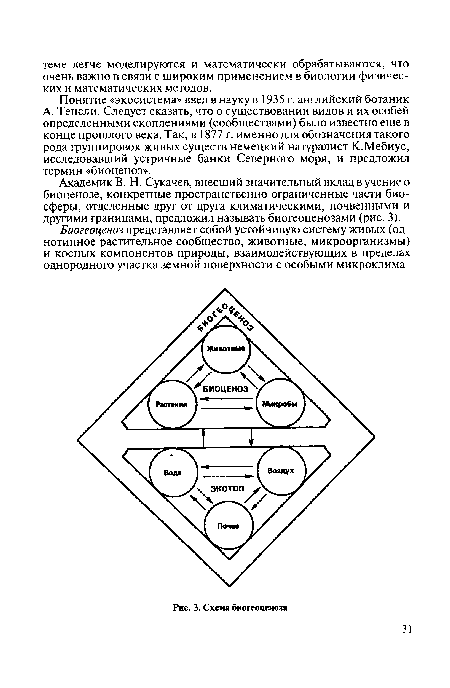 теме легче моделируются и математически обрабатываются, что
очень важно в связи с широким применением в биологии физичес-
ких и математических методов.
Понятие «экосистема» ввел в науку в 1935 г. английский ботаник
А. Тенсли. Следует сказать, что о существовании видов и их особей
определенными скоплениями (сообществами) было известно еще в
конце прошлого века. Так, в 1877 г. именно для обозначения такого
рода группировок живых существ немецкий натуралист К.Мебиус,
исследовавший устричные банки Северного моря, и предложил
термин «биоценоз».
Академик В. Н. Сукачев, внесший значительный вклад в учение о
биоценозе, конкретные пространственно ограниченные части био-
сферы, отделенные друг от друга климатическими, почвенными и
другими границами, предложил называть биогеоценозами (рис. 3).
Биогеоценоз представляет собой устойчивую систему живых (од-
нотипное растительное сообщество, животные, микроорганизмы)
и косных компонентов природы, взаимодействующих в пределах
однородного участка земной поверхности с особыми микроклима
БИОГЕОЦЕНОЗ
Животные
БИОЦЕНОЗ
Растения
Микробы
Вода
Воздух
ЭКОТОП
Почва
Рис. 3. Схема биогеоценоза
31